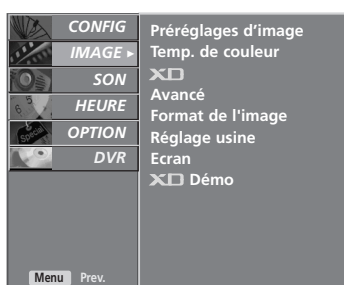 CONFIG
IMAGE ►
SON
HEURE
OPTION
DVR
Préréglages d’image
Temp. de couleur
XD
Avancé
Format de l'image
Réglage usine
Ecran
XD Démo
Menu Prev.